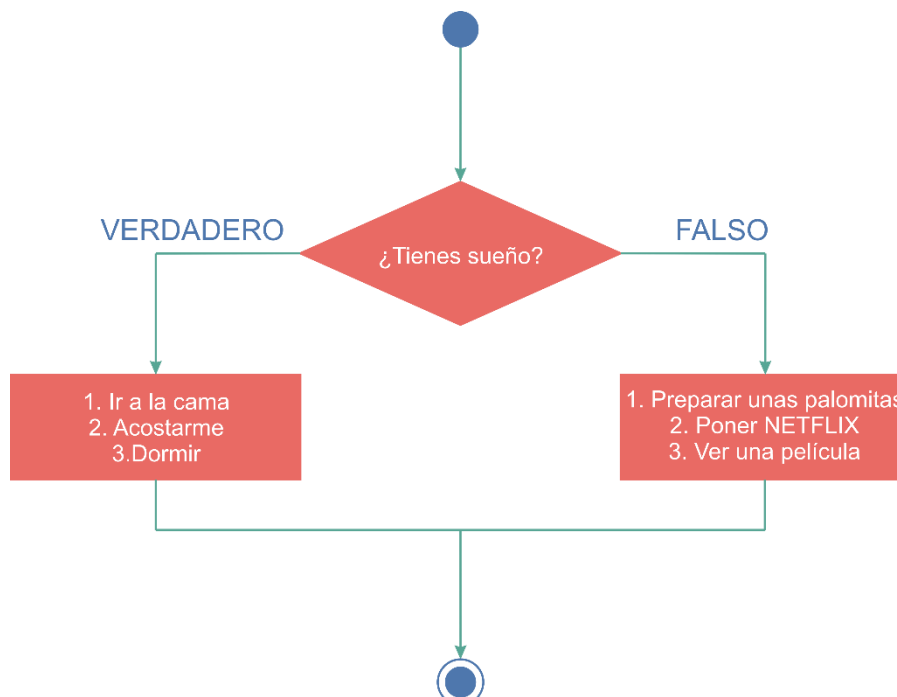 VERDADERO
FALSO
¿Tienes sueño?
1. Ir a la cama
2. Acostarme
3.Dormir
1. Preparar unas palomitas
2. Poner NETFLIX
3. Ver una película